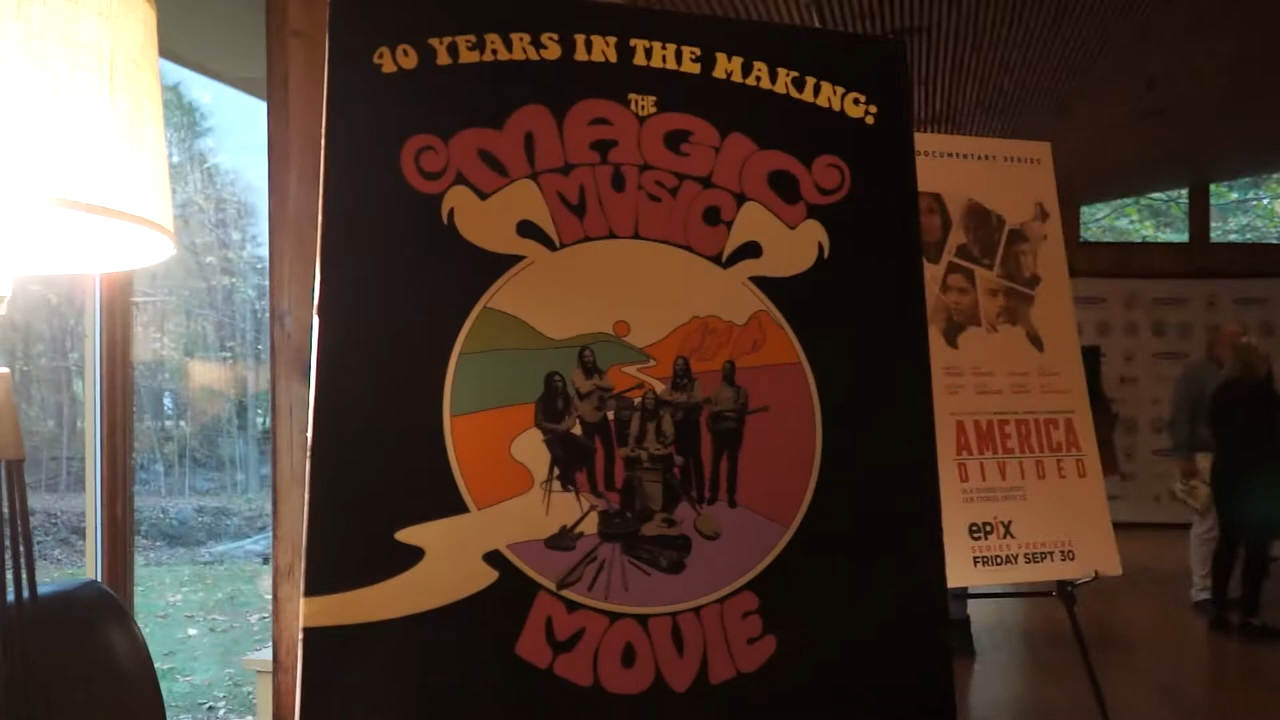 40 YEARS IN THE MAKING:
THE
MAGIC
MUSIC
MOVIE
DOCUMENTARY SERIES
AMERICA
DIVIDED
epix
SERIES PREMIERE
FRIDAY SEPT 30